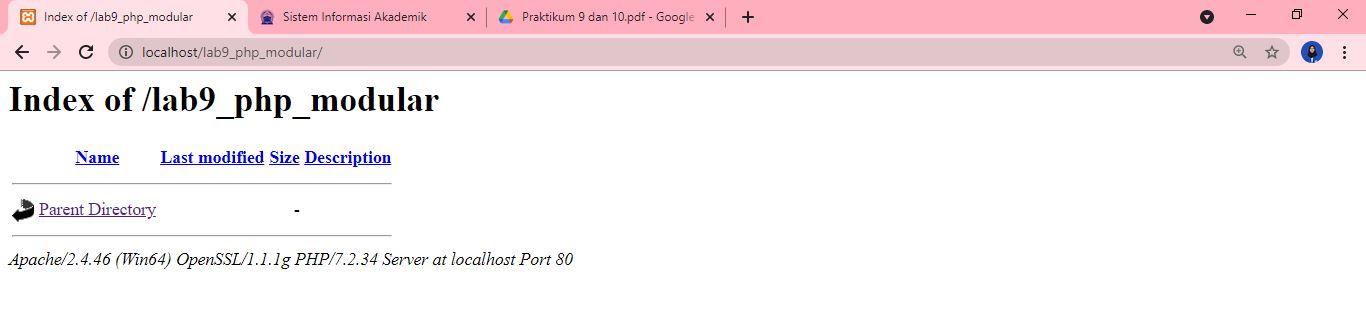 Index of /lab9_php_modular
Sistem Informasi Akademik
Praktikum 9 dan 10.pdf - Google
localhost/lab9_php_modular/
Index of /lab9_php_modular
Name Last modified Size Description
Parent Directory -
Apache/2.4.46 (Win64) OpenSSL/1.1.1g PHP/7.2.34 Server at localhost Port 80